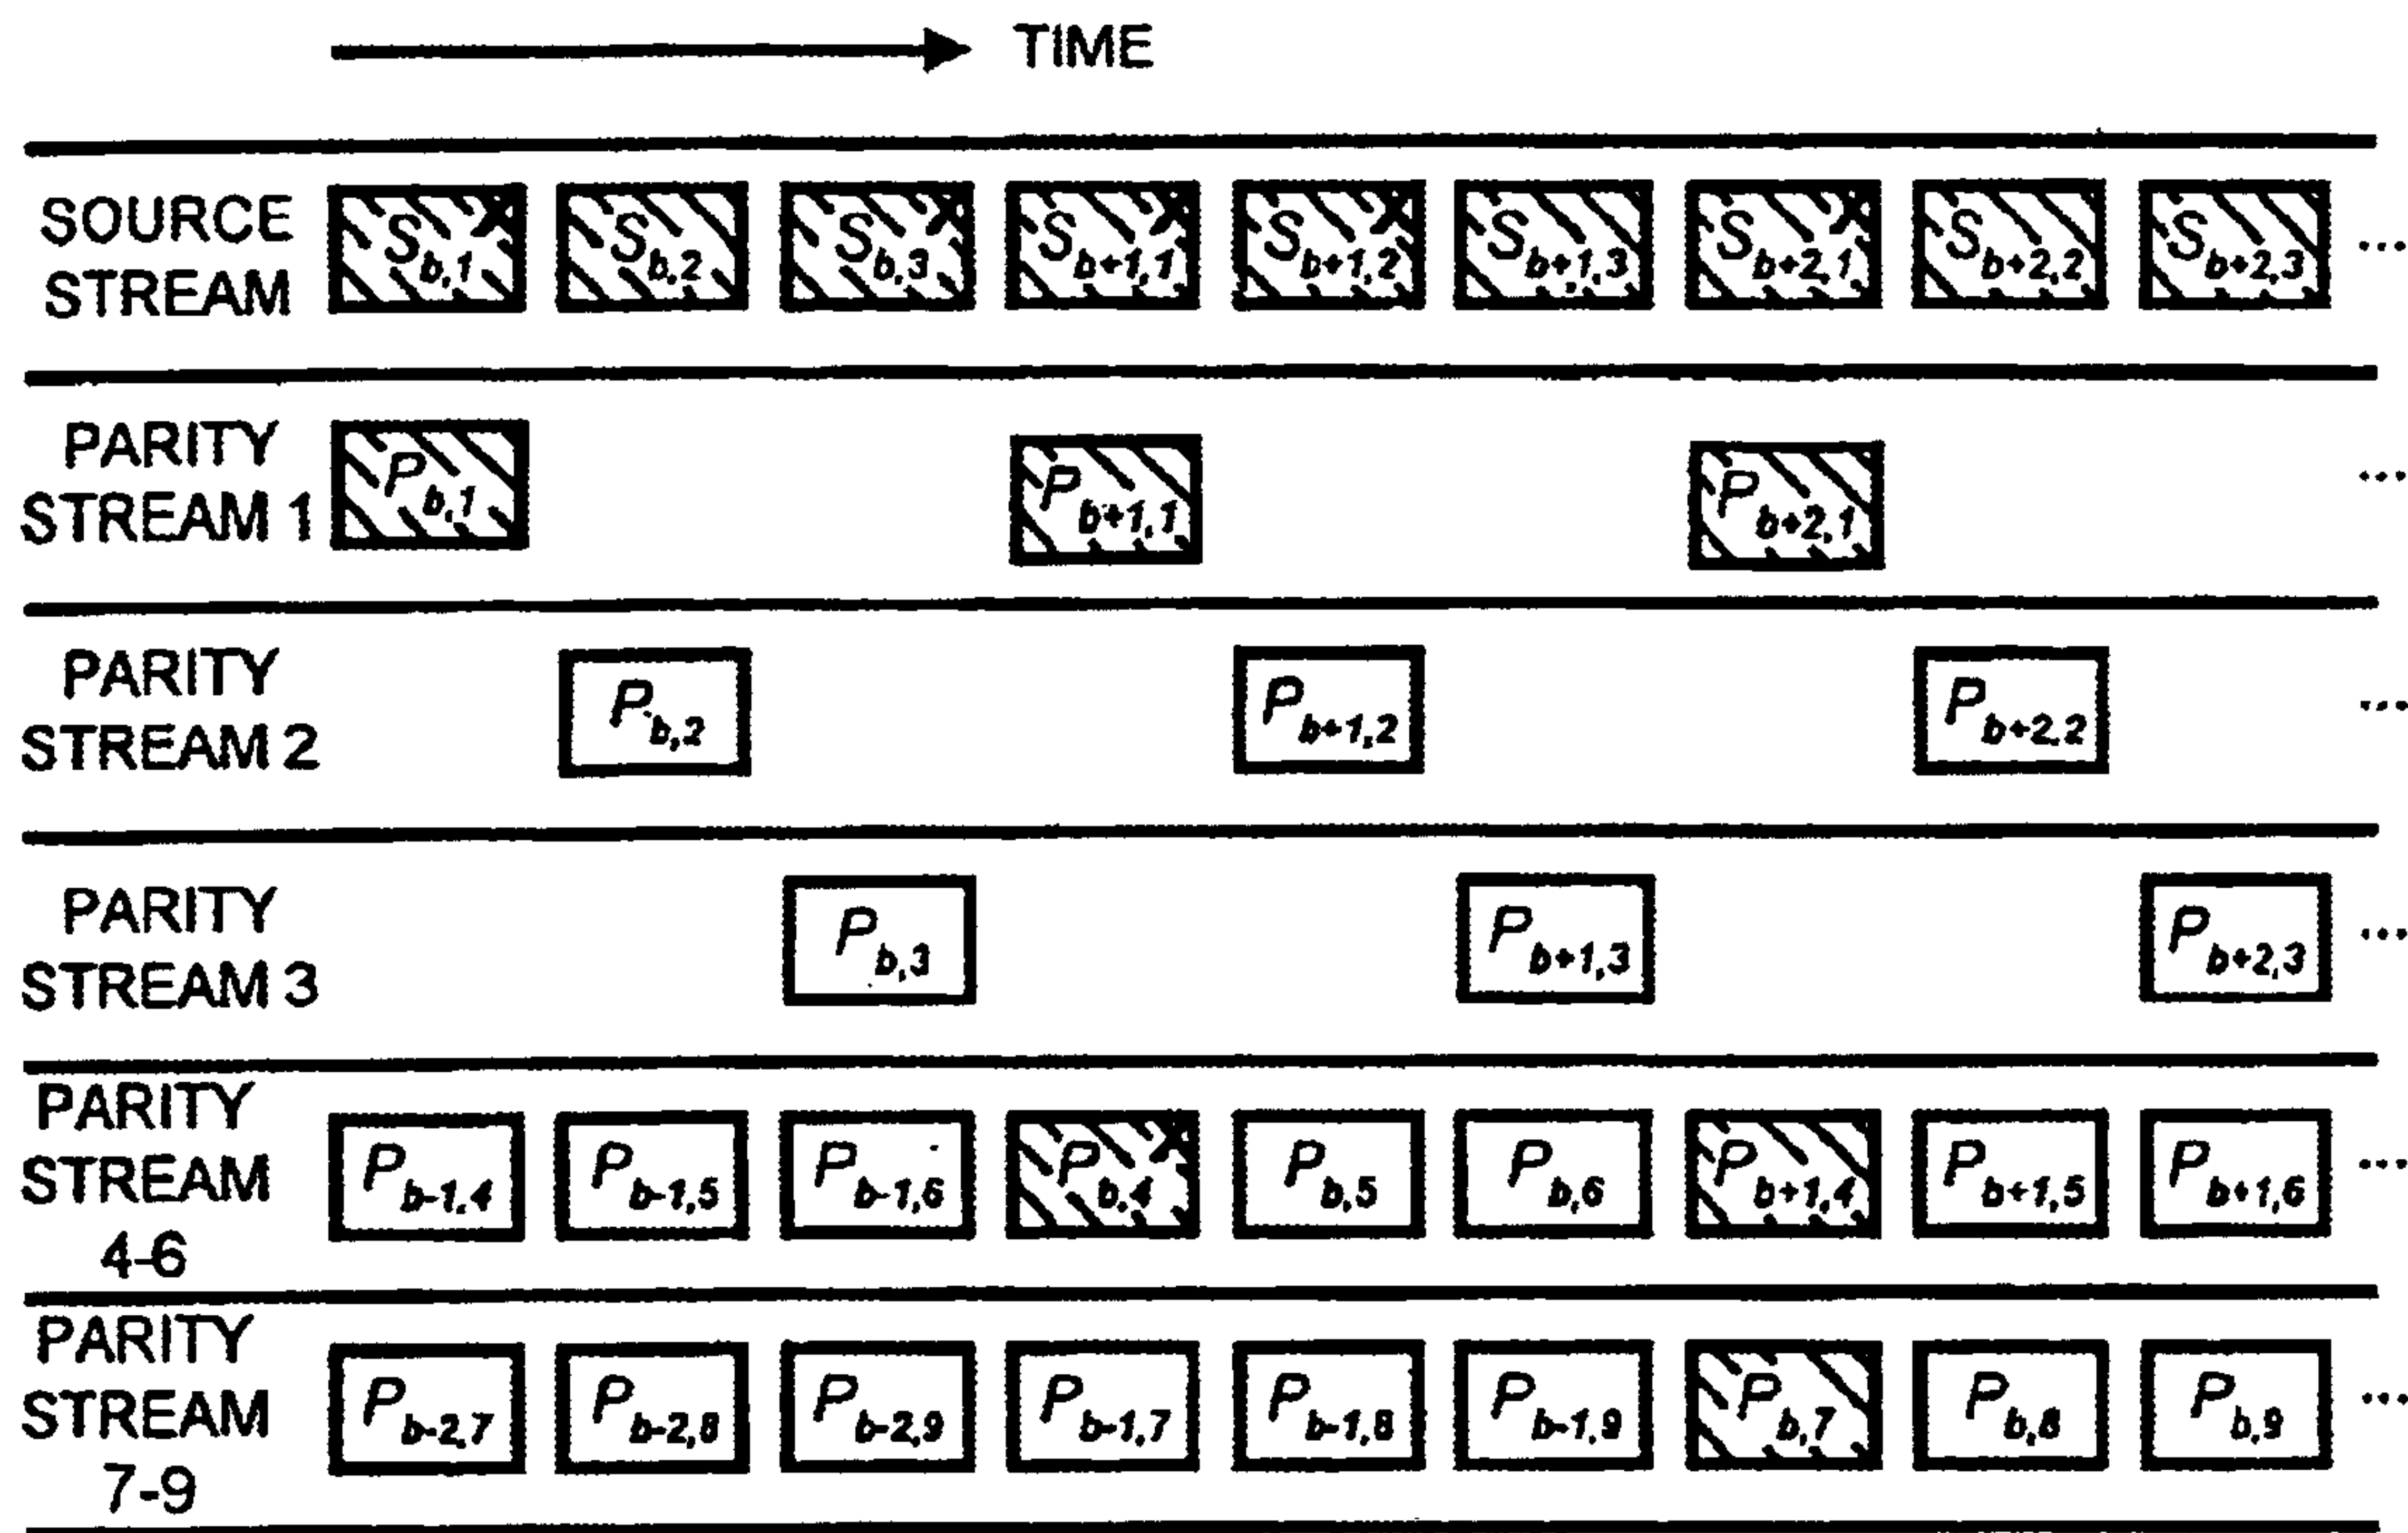 TIME
SOURCE STREAM S b,1 S b,2 S b,3 S b+1,1 S b+1,2 S b+1,3 S b+2,1 S b+2,2 S b+2,3 ...
PARITY STREAM 1 P b,1 P b+1,1 P b+2,1 ...
PARITY STREAM 2 P b,2 P b+1,2 P b+2,2 ...
PARITY STREAM 3 P b,3 P b+1,3 P b+2,3 ...
PARITY STREAM 4-6 P b-1,4 P b-1,5 P b-1,6 P b,4 P b,5 P b,6 P b+1,4 P b+1,5 P b+1,6 ...
PARITY STREAM 7-9 P b-2,7 P b-2,8 P b-2,9 P b-1,7 P b-1,8 P b-1,9 P b,7 P b,8 P b,9 ...